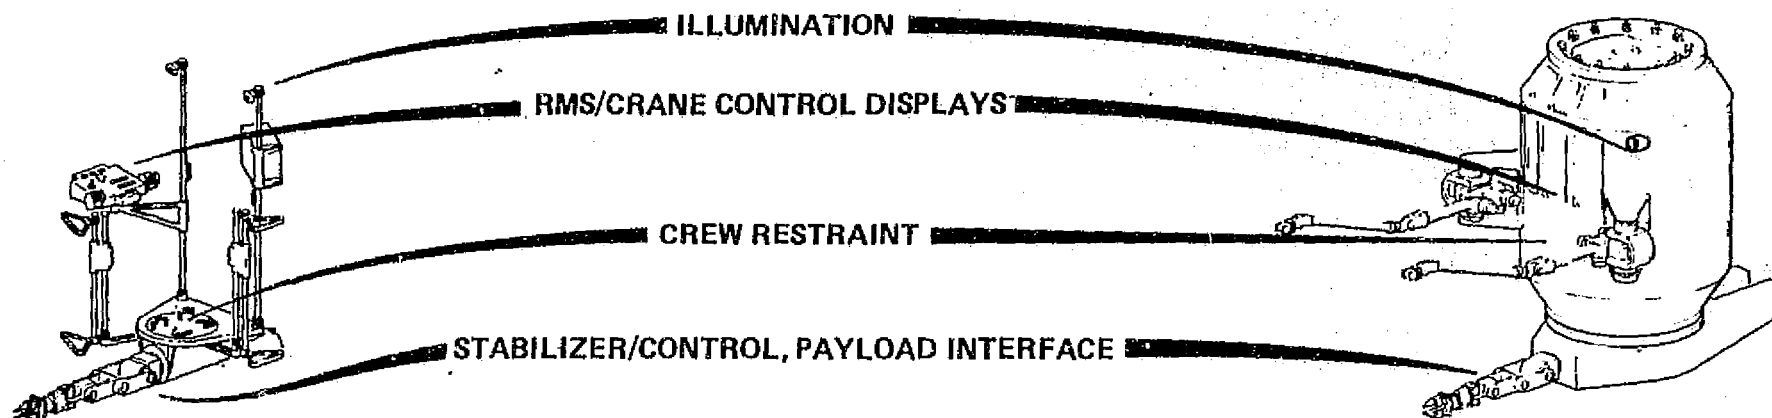 ILLUMINATION
RMS/CRANE CONTROL DISPLAYS
CREW RESTRAINT
STABILIZER/CONTROL, PAYLOAD INTERFACE